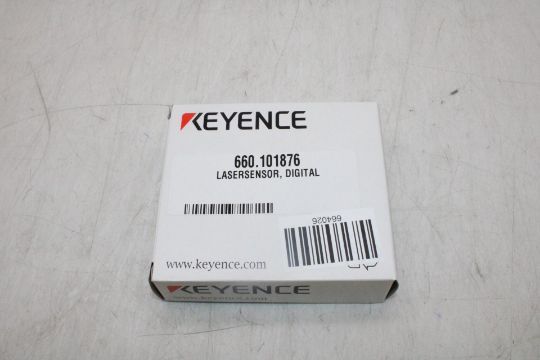 KEYENCE
660.101876
LASERSENSOR, DIGITAL
664026
www.keyence.com
KEYENCE